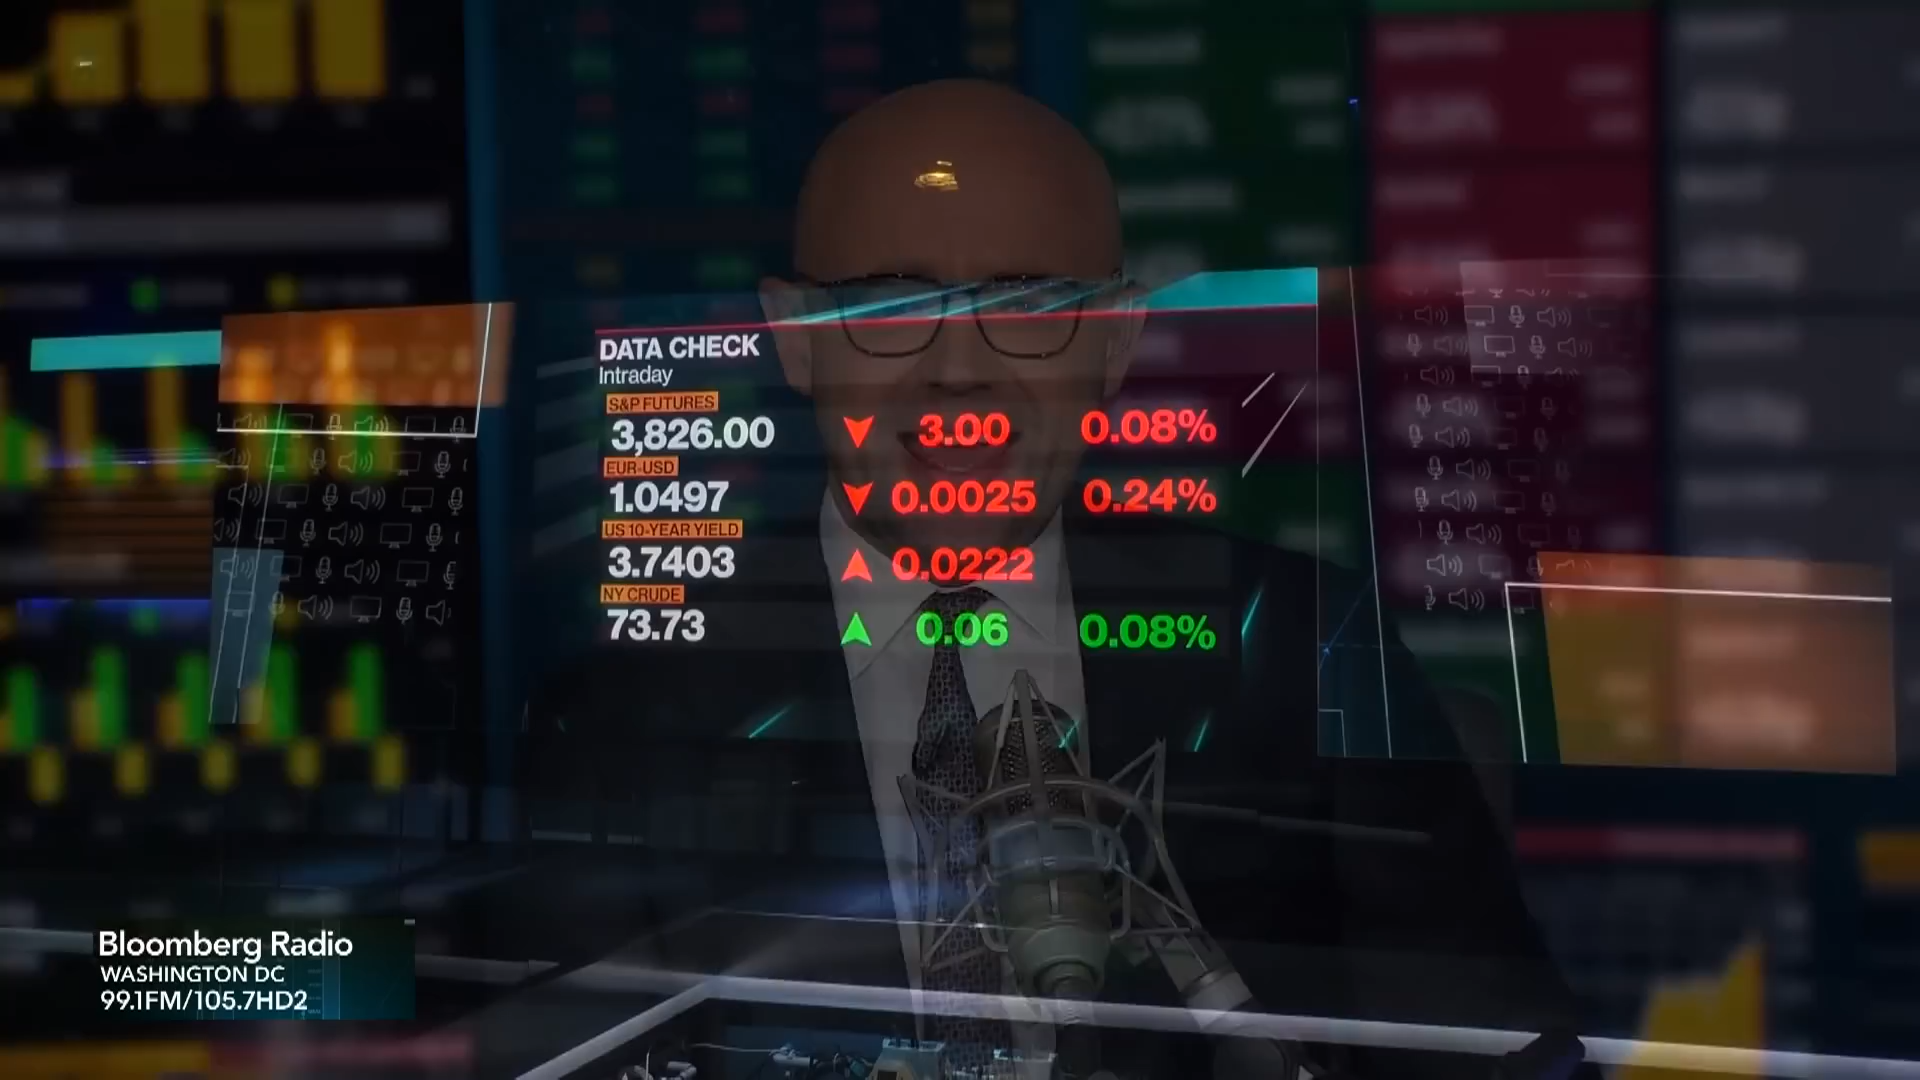 DATA CHECK
Intraday
S&P FUTURES
3,826.00 ▼ 3.00 0.08%
EUR-USD
1.0497 ▼ 0.0025 0.24%
US 10-YEAR YIELD
3.7403 ▲ 0.0222
NY CRUDE
73.73 ▲ 0.06 0.08%
Bloomberg Radio
WASHINGTON DC
99.1FM/105.7HD2